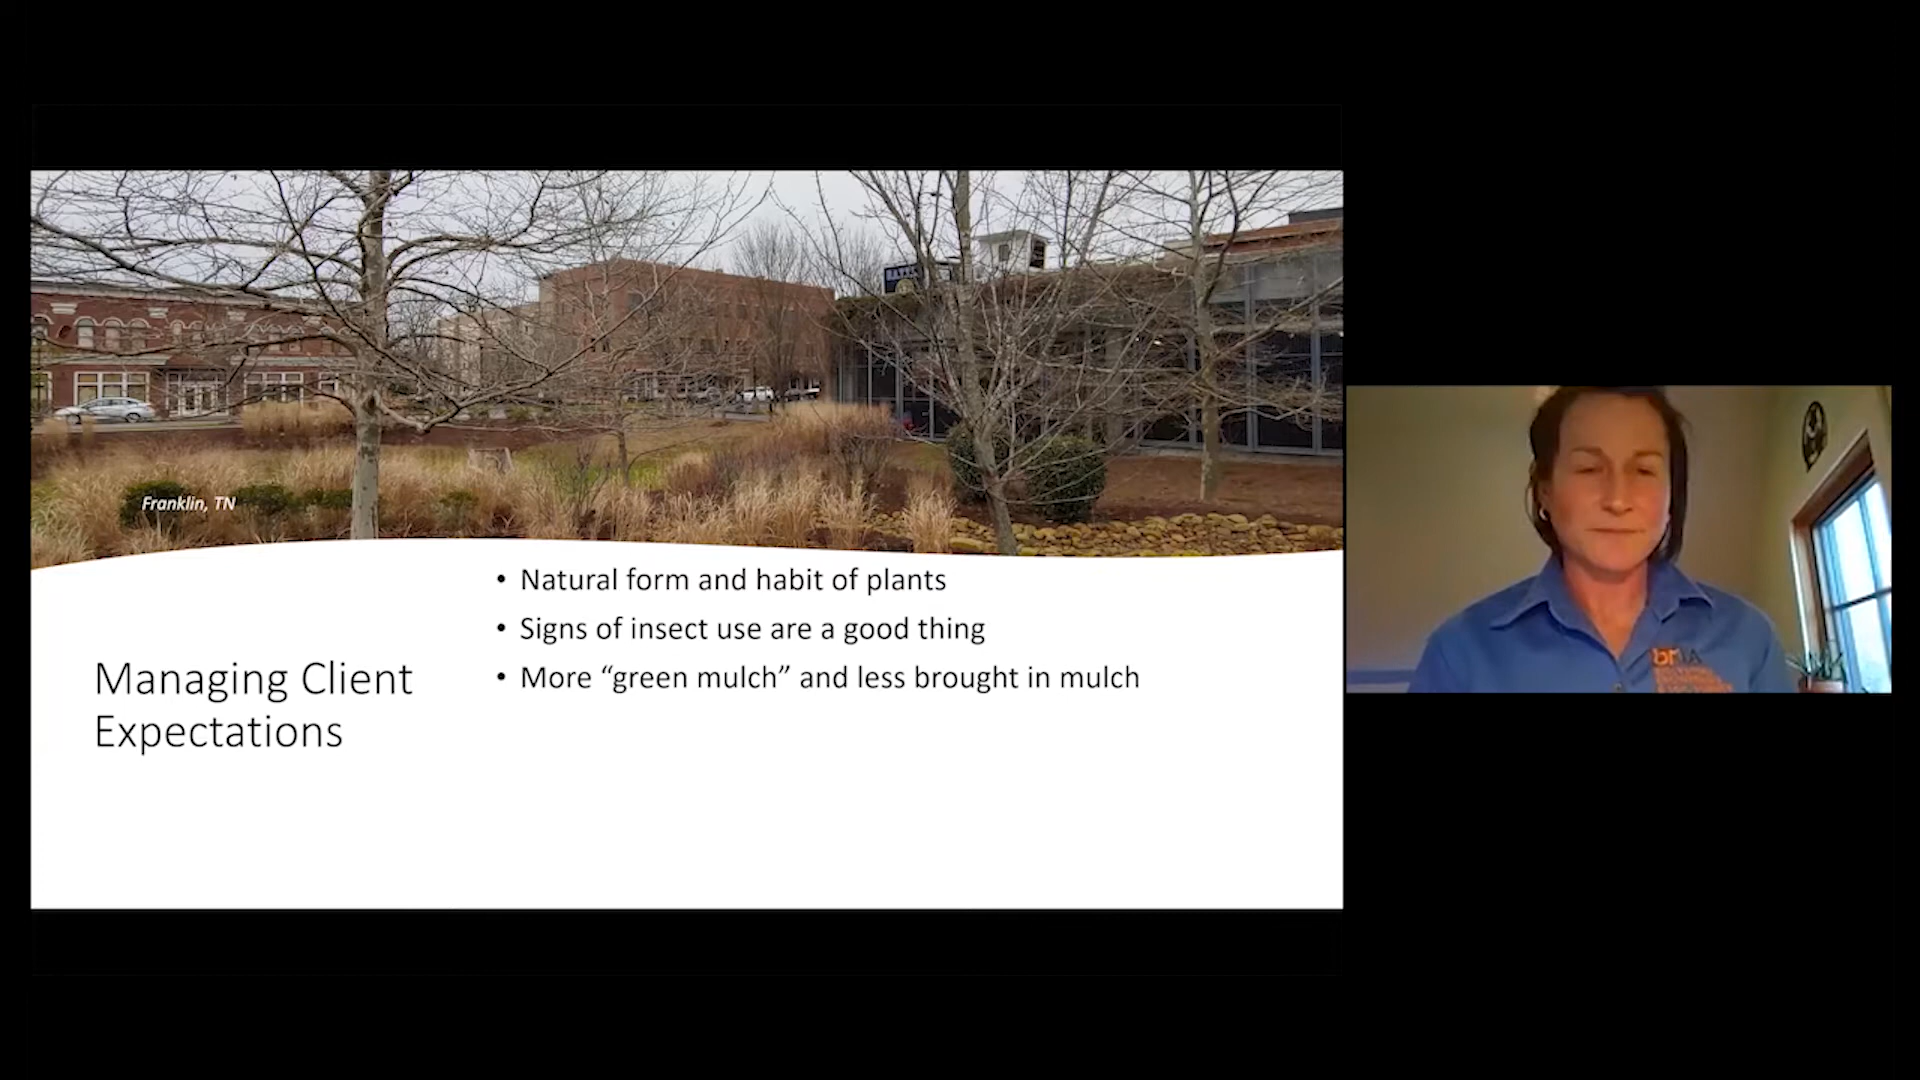 Franklin, TN
Managing Client
Expectations
• Natural form and habit of plants
• Signs of insect use are a good thing
• More “green mulch” and less brought in mulch